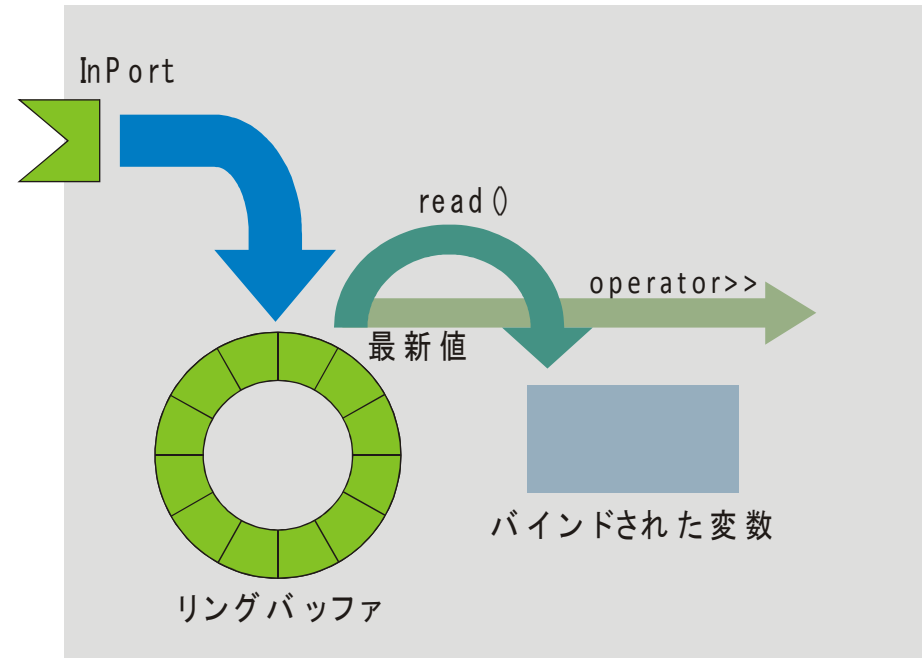 InPort
read()
operator>>
最新値
バインドされた変数
リングバッファ